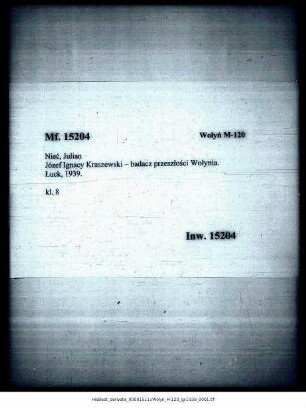 Mf. 15204
Wołyń M-120
Nieć, Julian
Józef Ignacy Kraszewski – badacz przeszłości Wołynia.
Łuck, 1939.
kl. 8
Inw. 15204